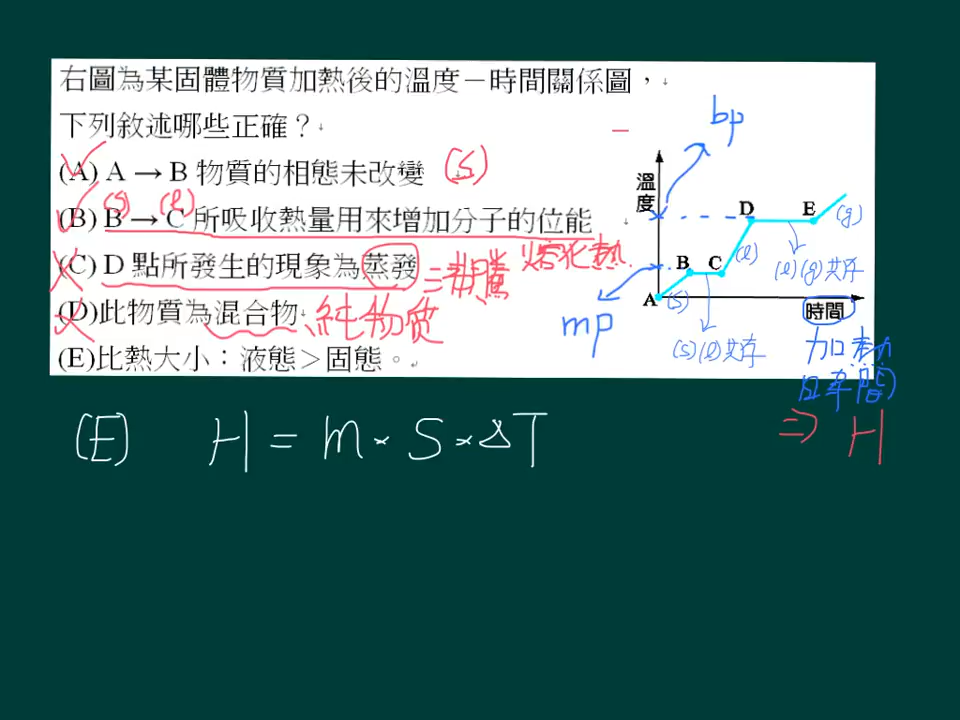 右圖為某固體物質加熱後的溫度－時間關係圖，
下列敘述哪些正確？
(A) A → B 物質的相態未改變 (s)
(s) (l)
(B) B → C 所吸收熱量用來增加分子的位能
熔化熱
(C) D 點所發生的現象為蒸發 = 沸騰
(D)此物質為混合物、純物質
(E)比熱大小：液態＞固態。
bp
溫度
D E (g)
B C (l) (l)(g)共存
A (s) 時間
mp
(s)(l)共存
加熱
(E) H = m × S × ΔT
⇒ H